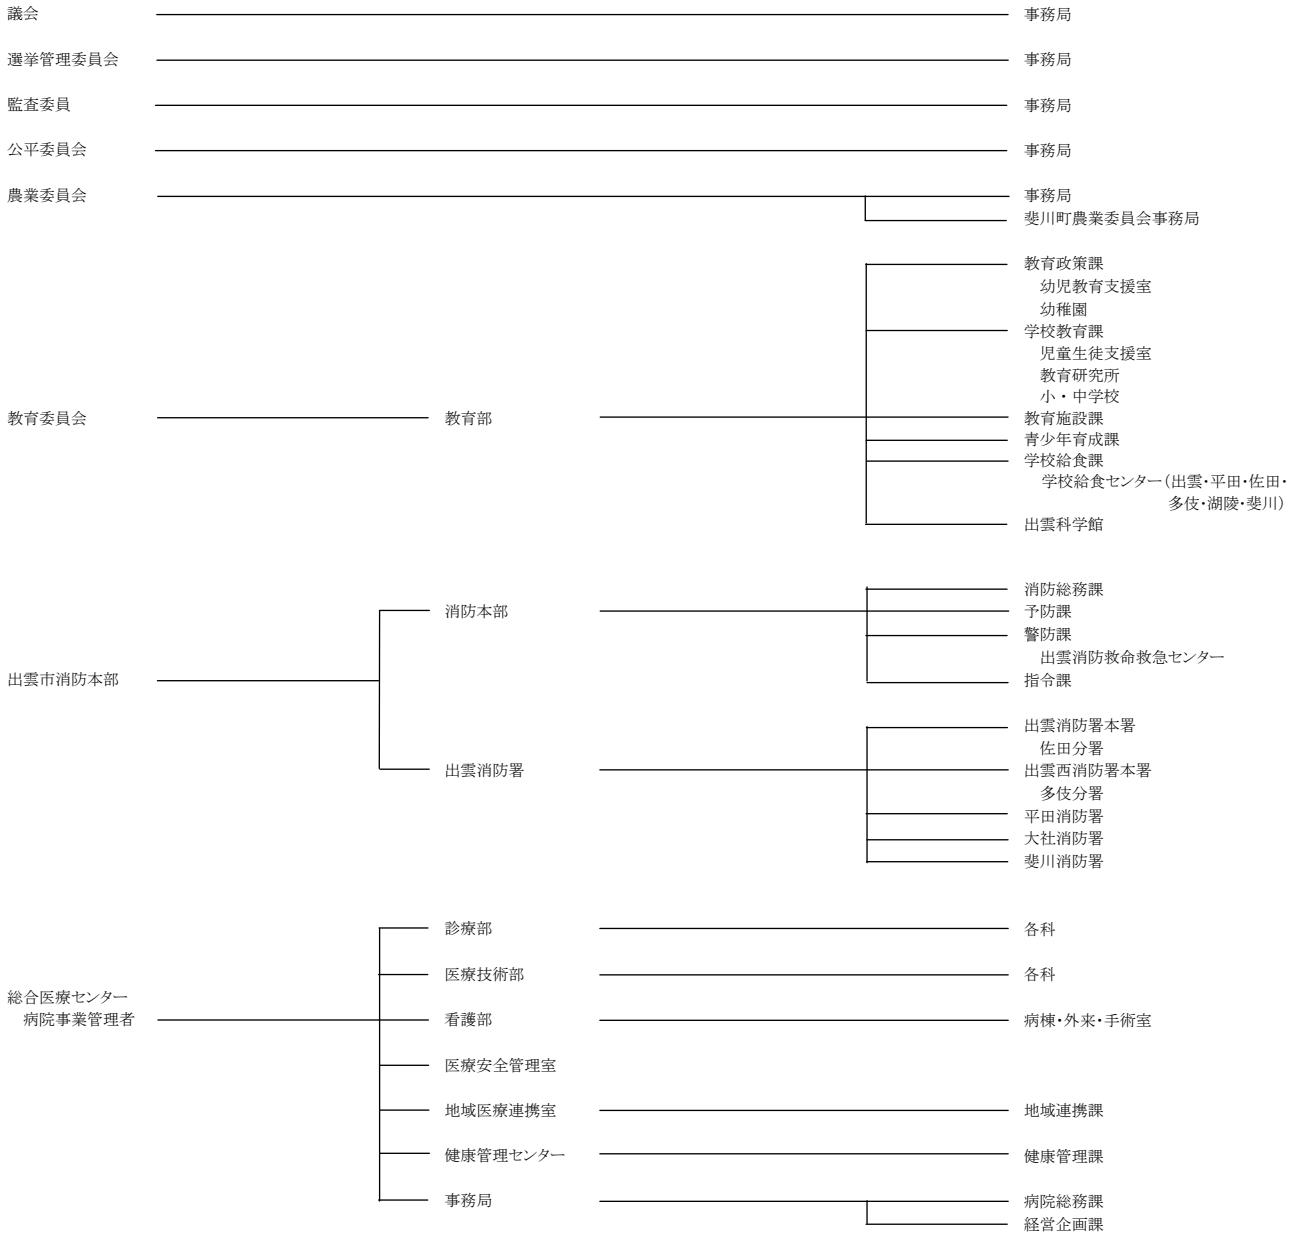 議会 事務局
選挙管理委員会 事務局
監査委員 事務局
公平委員会 事務局
農業委員会 事務局
斐川町農業委員会事務局
教育政策課
幼児教育支援室
幼稚園
学校教育課
児童生徒支援室
教育研究所
小・中学校
教育委員会 教育部 教育施設課
青少年育成課
学校給食課
学校給食センター(出雲・平田・佐田・
多伎・湖陵・斐川)
出雲科学館
消防総務課
消防本部 予防課
警防課
出雲消防救命救急センター
出雲市消防本部 指令課
出雲消防署本署
佐田分署
出雲消防署 出雲西消防署本署
多伎分署
平田消防署
大社消防署
斐川消防署
診療部 各科
医療技術部 各科
総合医療センター
病院事業管理者 看護部 病棟・外来・手術室
医療安全管理室
地域医療連携室 地域連携課
健康管理センター 健康管理課
事務局 病院総務課
経営企画課